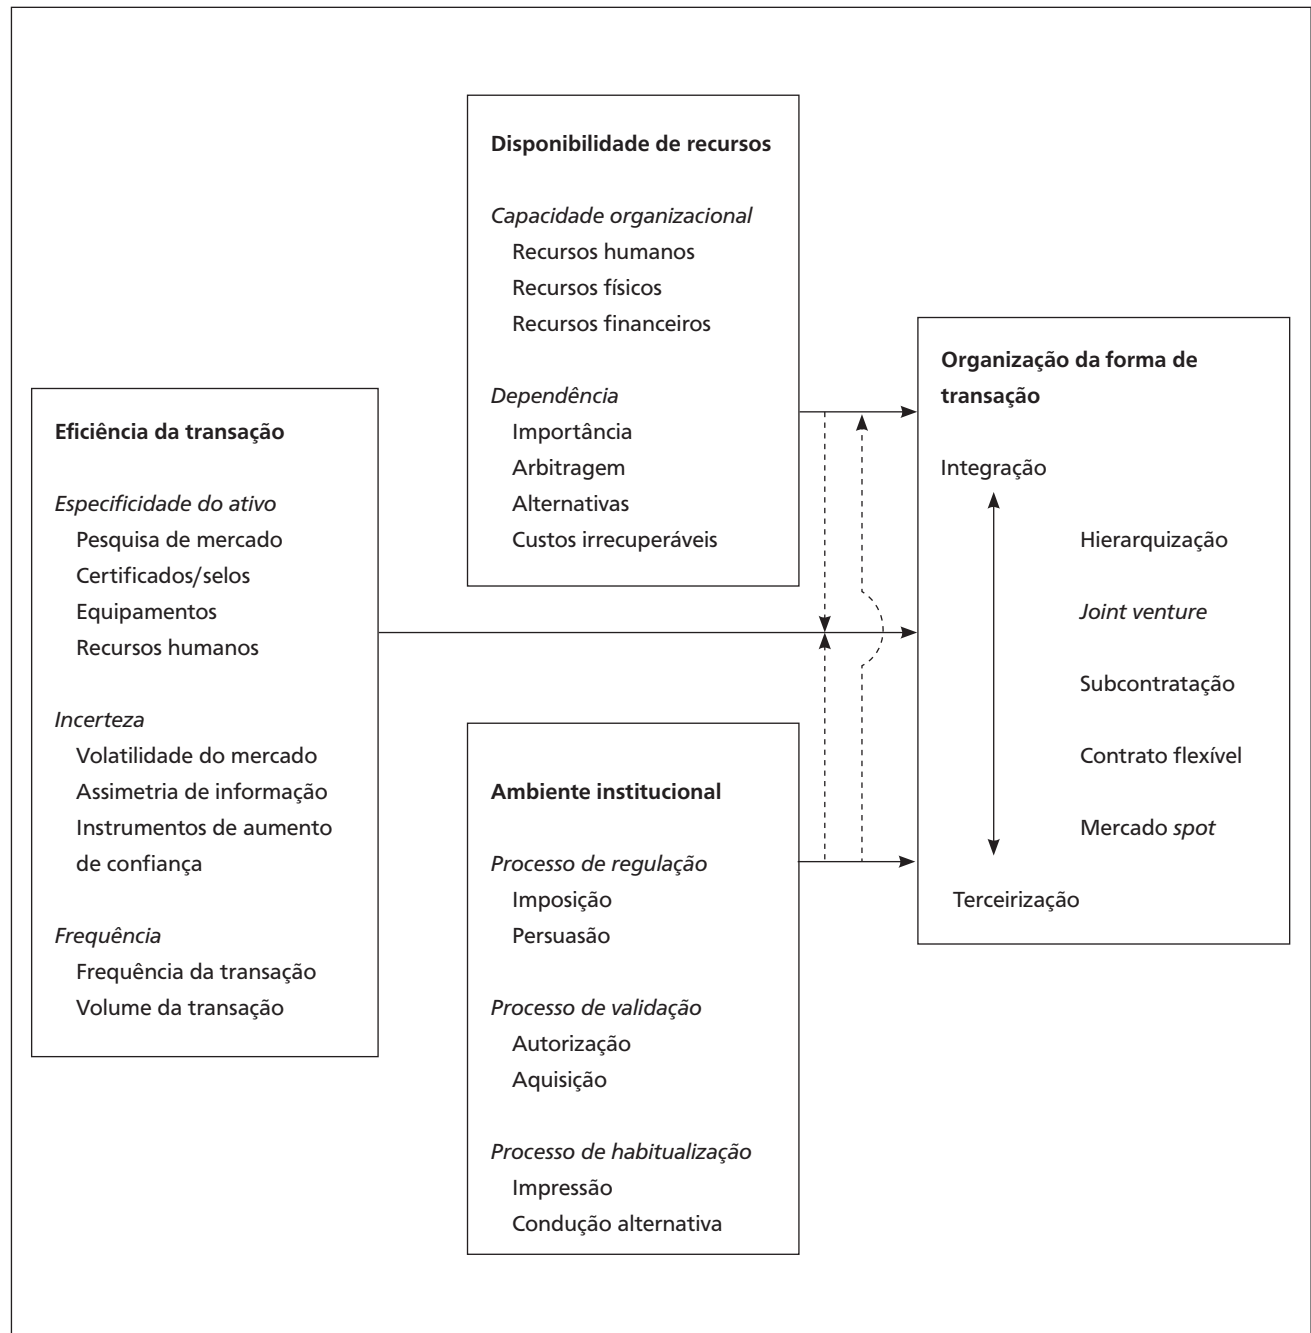 Disponibilidade de recursos
Capacidade organizacional
Recursos humanos
Recursos físicos
Recursos financeiros
Dependência
Importância
Arbitragem
Alternativas
Custos irrecuperáveis
Eficiência da transação
Especificidade do ativo
Pesquisa de mercado
Certificados/selos
Equipamentos
Recursos humanos
Incerteza
Volatilidade do mercado
Assimetria de informação
Instrumentos de aumento
de confiança
Frequência
Frequência da transação
Volume da transação
Ambiente institucional
Processo de regulação
Imposição
Persuasão
Processo de validação
Autorização
Aquisição
Processo de habitualização
Impressão
Condução alternativa
Organização da forma de
transação
Integração
Hierarquização
Joint venture
Subcontratação
Contrato flexível
Mercado spot
Terceirização